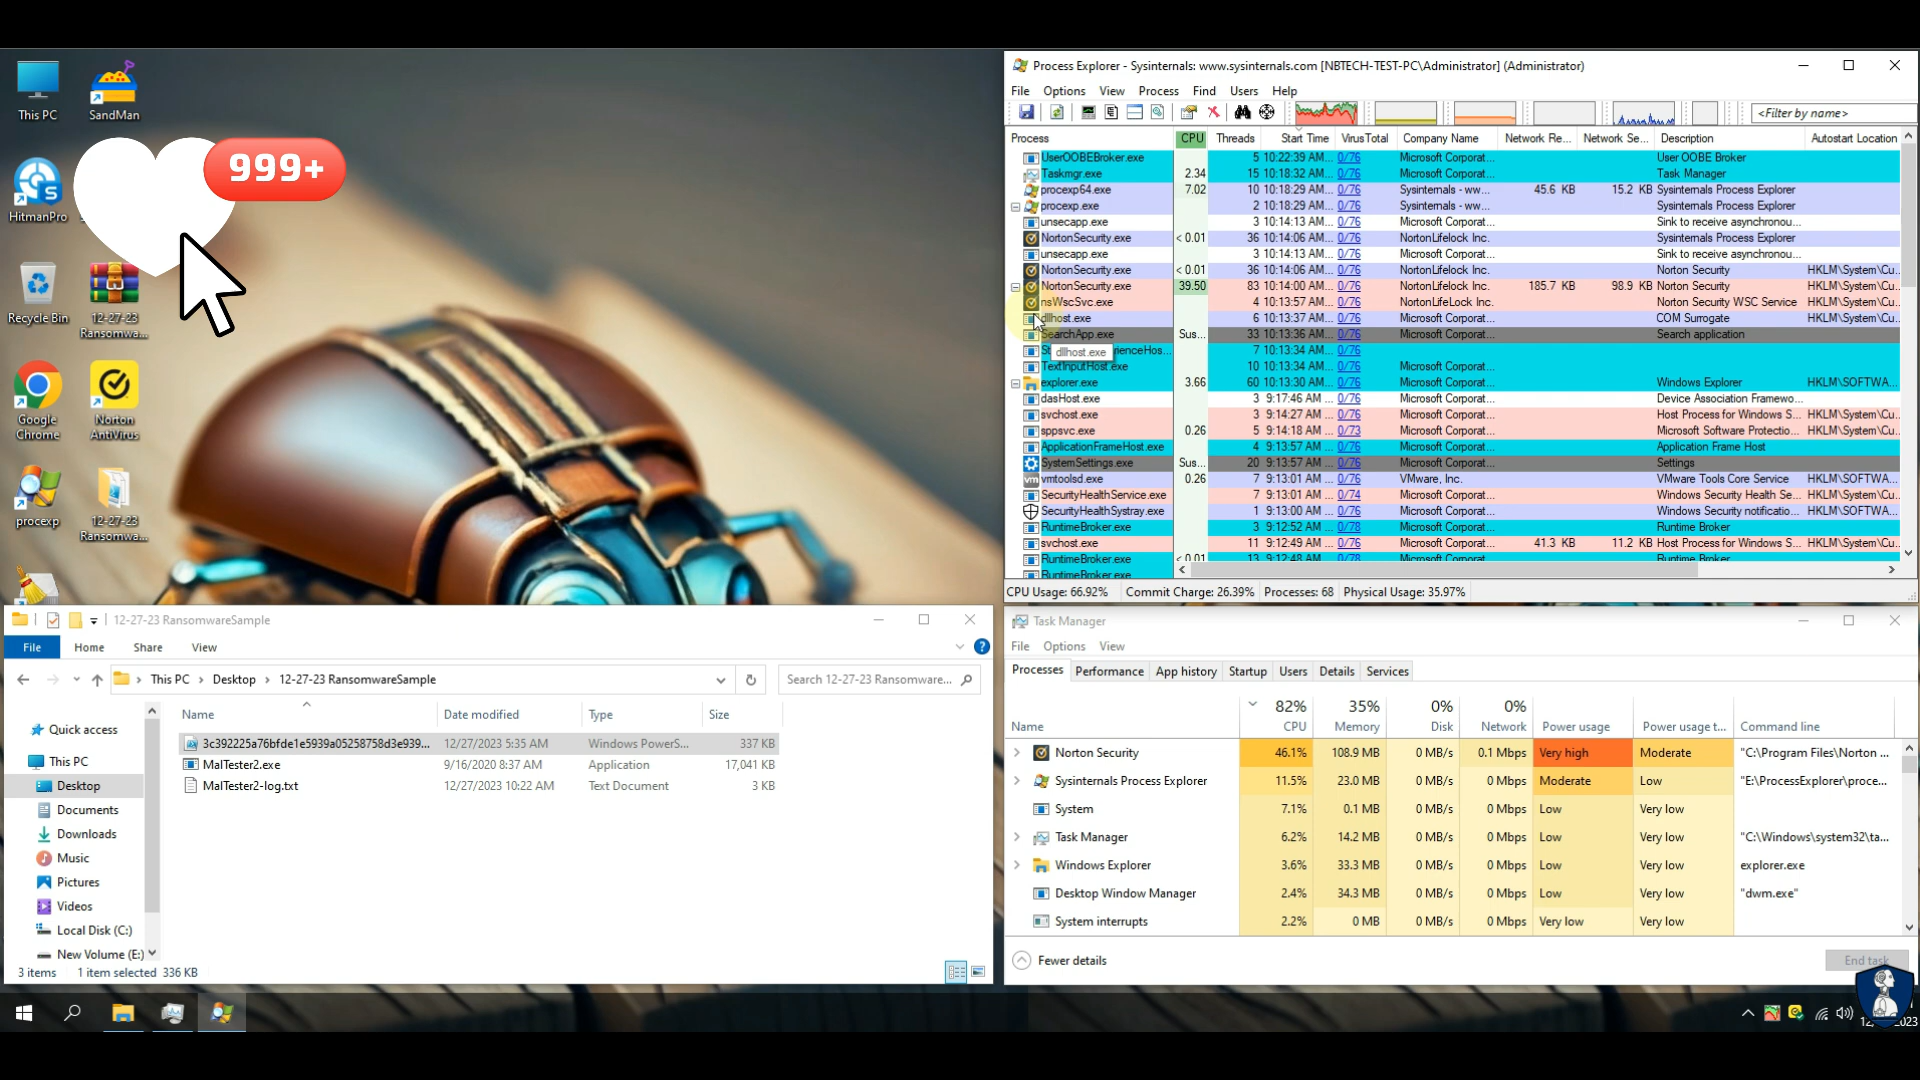 This PC
SandMan
999+
HitmanPro
Recycle Bin
12-27-23
Ransomwa...
Google
Chrome
Norton
AntiVirus
procexp
12-27-23
Ransomwa...
Process Explorer - Sysinternals: www.sysinternals.com [NBTECH-TEST-PC\Administrator] (Administrator)
File Options View Process Find Users Help
<Filter by name>
Process CPU Threads Start Time VirusTotal Company Name Network Re... Network Se... Description Autostart Location
UserOOBEBroker.exe 5 10:22:39 AM... 0/76 Microsoft Corporat... User OOBE Broker
Taskmgr.exe 2.34 15 10:18:32 AM... 0/76 Microsoft Corporat... Task Manager
procexp64.exe 7.02 10 10:18:29 AM... 0/76 Sysinternals - ww... 45.6 KB 15.2 KB Sysinternals Process Explorer
procexp.exe 2 10:18:29 AM... 0/76 Sysinternals - ww... Sysinternals Process Explorer
unsecapp.exe 3 10:14:13 AM... 0/76 Microsoft Corporat... Sink to receive asynchronou...
NortonSecurity.exe < 0.01 36 10:14:06 AM... 0/76 NortonLifelock Inc. Sysinternals Process Explorer
unsecapp.exe 3 10:14:13 AM... 0/76 Microsoft Corporat... Sink to receive asynchronou...
NortonSecurity.exe < 0.01 36 10:14:06 AM... 0/76 NortonLifelock Inc. Norton Security HKLM\System\Cu...
NortonSecurity.exe 39.50 83 10:14:00 AM... 0/76 NortonLifelock Inc. 185.7 KB 98.9 KB Norton Security HKLM\System\Cu...
nsWscSvc.exe 4 10:13:57 AM... 0/76 NortonLifeLock Inc. Norton Security WSC Service HKLM\System\Cu...
dllhost.exe 6 10:13:37 AM... 0/76 Microsoft Corporat... COM Surrogate HKLM\System\Cu...
SearchApp.exe Sus... 33 10:13:36 AM... 0/76 Microsoft Corporat... Search application
dllhost.exe
rienceHos... 7 10:13:34 AM... 0/76
TextInputHost.exe 10 10:13:34 AM... 0/76 Microsoft Corporat...
explorer.exe 3.66 60 10:13:30 AM... 0/76 Microsoft Corporat... Windows Explorer HKLM\SOFTWA...
dasHost.exe 3 9:17:46 AM ... 0/76 Microsoft Corporat... Device Association Framewo...
svchost.exe 3 9:14:27 AM ... 0/76 Microsoft Corporat... Host Process for Windows S... HKLM\System\Cu...
sppsvc.exe 0.26 5 9:14:18 AM ... 0/73 Microsoft Corporat... Microsoft Software Protectio... HKLM\System\Cu...
ApplicationFrameHost.exe 4 9:13:57 AM ... 0/76 Microsoft Corporat... Application Frame Host
SystemSettings.exe Sus... 20 9:13:57 AM ... 0/76 Microsoft Corporat... Settings
vmtoolsd.exe 0.26 7 9:13:01 AM ... 0/76 VMware, Inc. VMware Tools Core Service HKLM\SOFTWA...
SecurityHealthService.exe 7 9:13:01 AM ... 0/74 Microsoft Corporat... Windows Security Health Se... HKLM\System\Cu...
SecurityHealthSystray.exe 1 9:13:00 AM ... 0/76 Microsoft Corporat... Windows Security notificatio... HKLM\SOFTWA...
RuntimeBroker.exe 3 9:12:52 AM ... 0/78 Microsoft Corporat... Runtime Broker
svchost.exe 11 9:12:49 AM ... 0/76 Microsoft Corporat... 41.3 KB 11.2 KB Host Process for Windows S... HKLM\System\Cu...
RuntimeBroker.exe < 0.01 13 9:12:48 AM ... 0/78 Microsoft Corporat... Runtime Broker
RuntimeBroker.exe
CPU Usage: 66.92% Commit Charge: 26.39% Processes: 68 Physical Usage: 35.97%
12-27-23 RansomwareSample
File Home Share View
This PC > Desktop > 12-27-23 RansomwareSample
Search 12-27-23 Ransomware...
Name Date modified Type Size
3c392225a76bfde1e5939a05258758d3e939... 12/27/2023 5:35 AM Windows PowerS... 337 KB
MalTester2.exe 9/16/2020 8:37 AM Application 17,041 KB
MalTester2-log.txt 12/27/2023 10:22 AM Text Document 3 KB
Quick access
This PC
Desktop
Documents
Downloads
Music
Pictures
Videos
Local Disk (C:)
New Volume (E:)
3 items 1 item selected 336 KB
Task Manager
File Options View
Processes Performance App history Startup Users Details Services
82% 35% 0% 0%
Name CPU Memory Disk Network Power usage Power usage t... Command line
Norton Security 46.1% 108.9 MB 0 MB/s 0.1 Mbps Very high Moderate "C:\Program Files\Norton ...
Sysinternals Process Explorer 11.5% 23.0 MB 0 MB/s 0 Mbps Moderate Low "E:\ProcessExplorer\proce...
System 7.1% 0.1 MB 0 MB/s 0 Mbps Low Very low
Task Manager 6.2% 14.2 MB 0 MB/s 0 Mbps Low Very low "C:\Windows\system32\ta...
Windows Explorer 3.6% 33.3 MB 0 MB/s 0 Mbps Low Very low explorer.exe
Desktop Window Manager 2.4% 34.3 MB 0 MB/s 0 Mbps Low Very low "dwm.exe"
System interrupts 2.2% 0 MB 0 MB/s 0 Mbps Very low Very low
Fewer details
End task